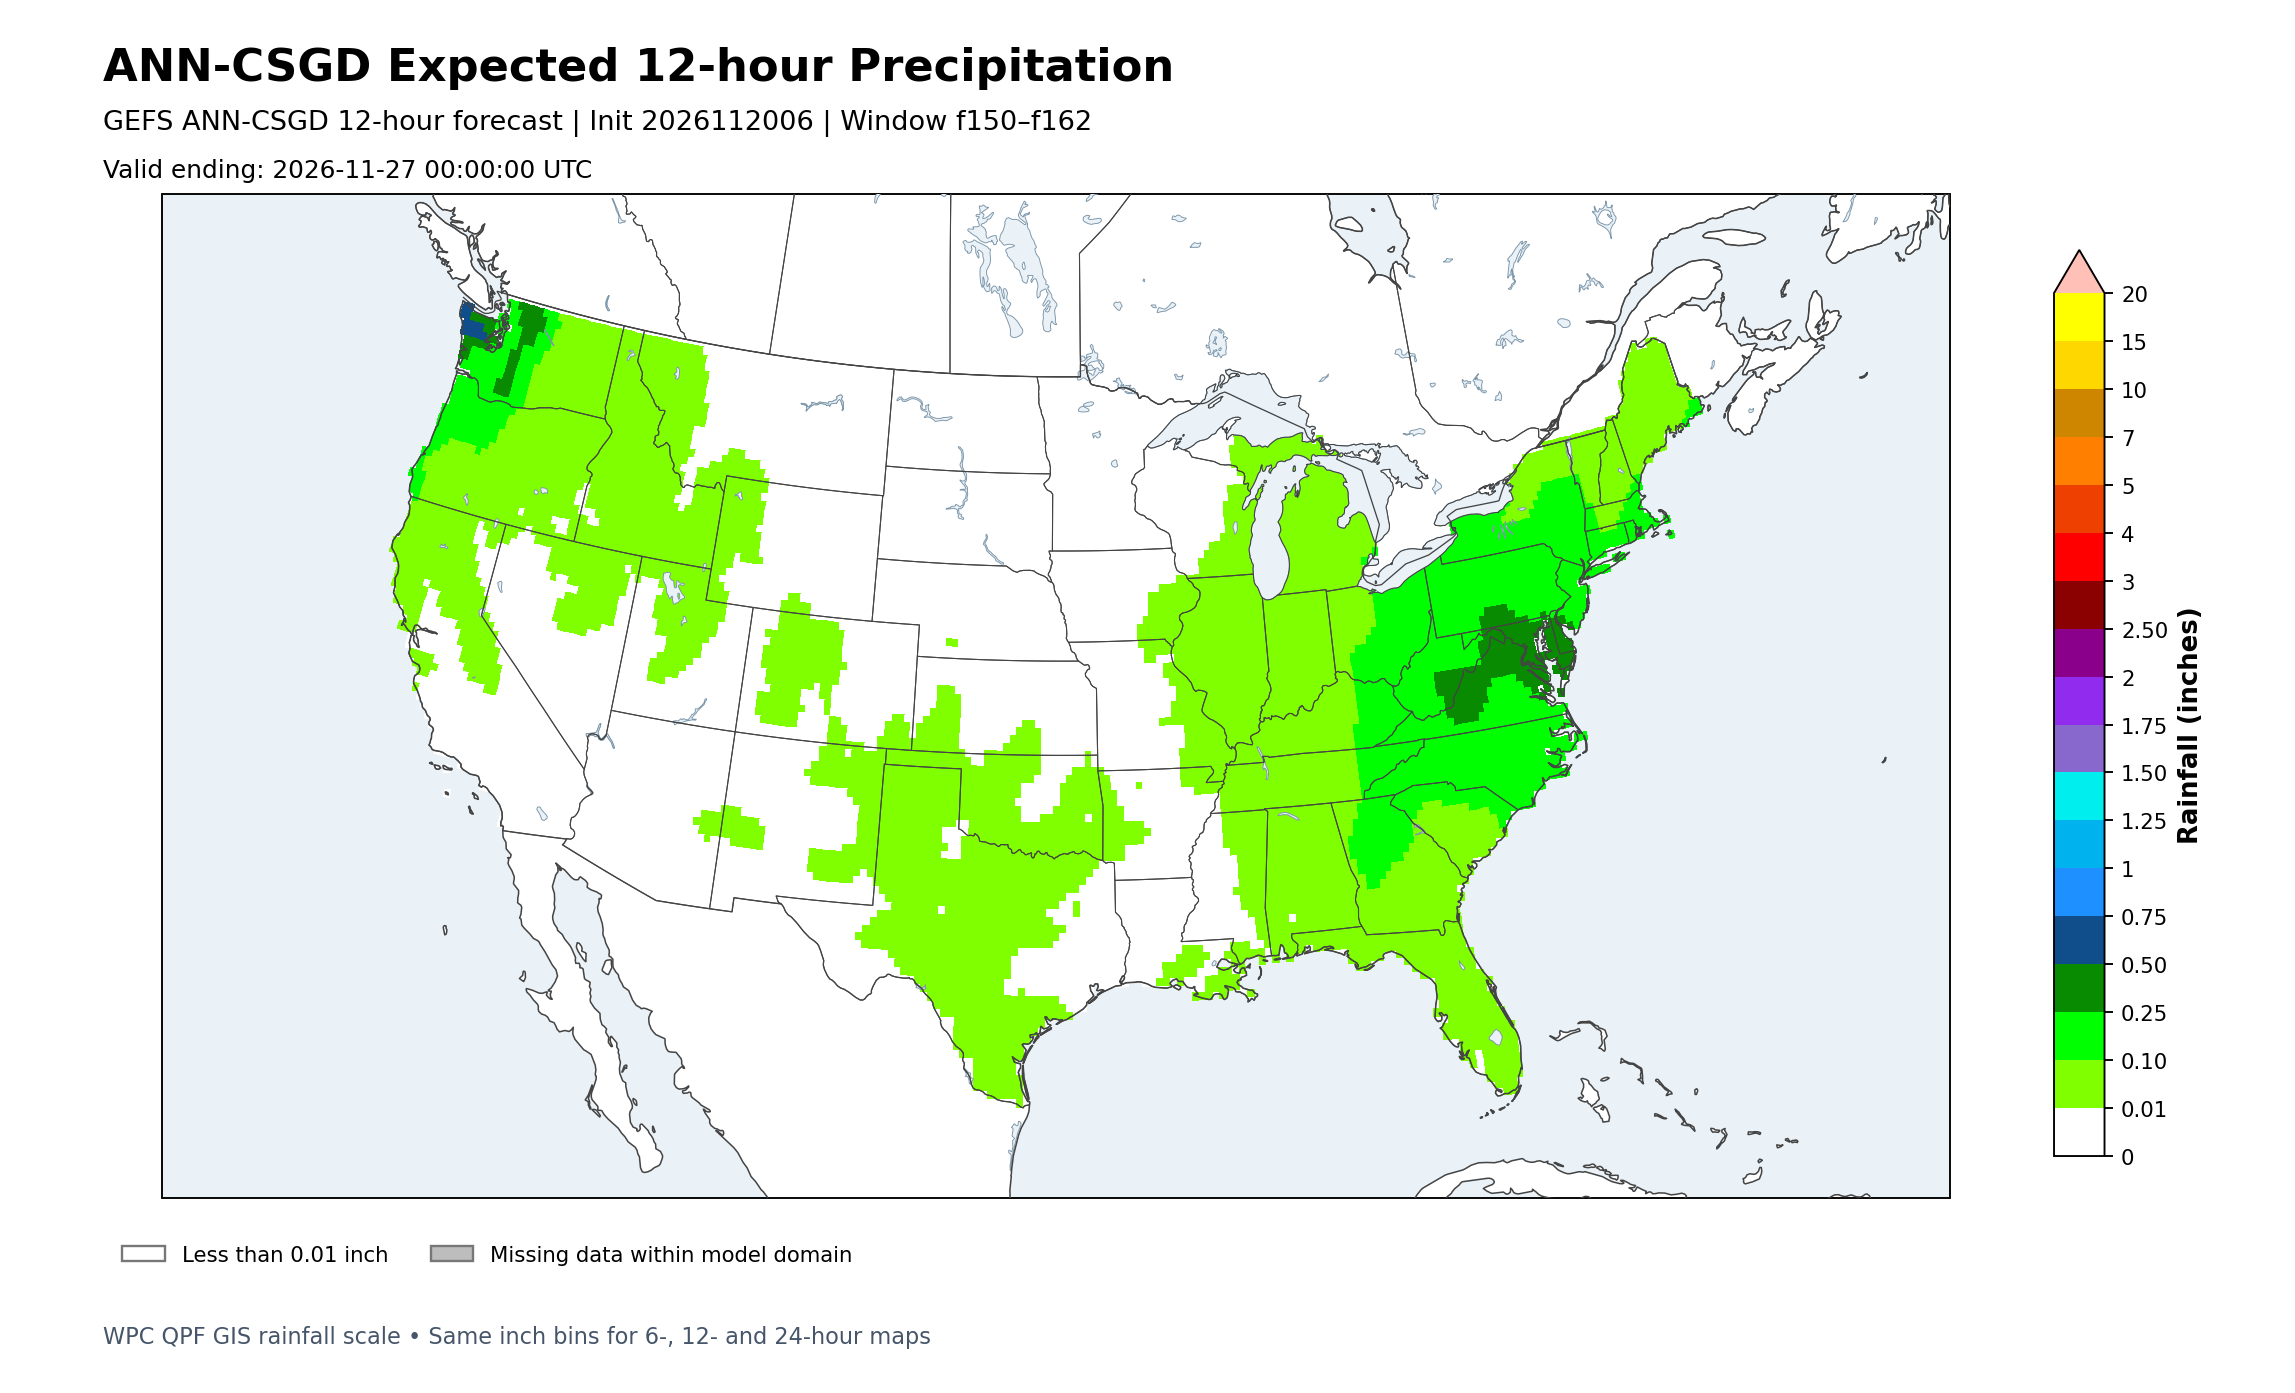 ANN-CSGD Expected 12-hour Precipitation
GEFS ANN-CSGD 12-hour forecast | Init 2026112006 | Window f150–f162
Valid ending: 2026-11-27 00:00:00 UTC
20
15
10
7
5
4
3
2.50
2
1.75
1.50
1.25
1
0.75
0.50
0.25
0.10
0.01
0
Rainfall (inches)
Less than 0.01 inch
Missing data within model domain
WPC QPF GIS rainfall scale • Same inch bins for 6-, 12- and 24-hour maps